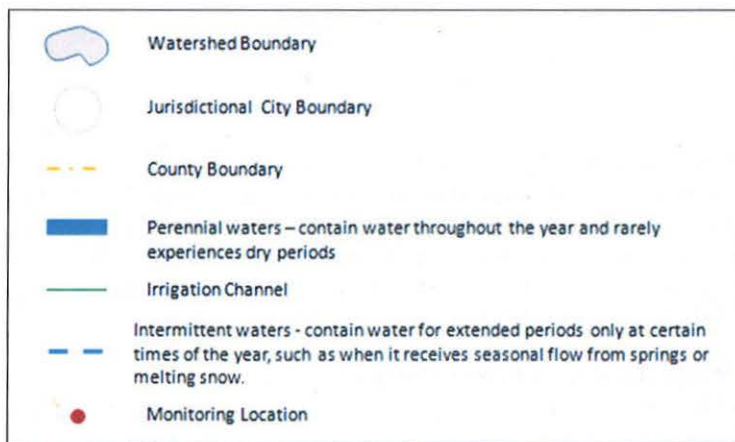 Watershed Boundary
Jurisdictional City Boundary
County Boundary
Perennial waters – contain water throughout the year and rarely
experiences dry periods
Irrigation Channel
Intermittent waters - contain water for extended periods only at certain
times of the year, such as when it receives seasonal flow from springs or
melting snow.
Monitoring Location